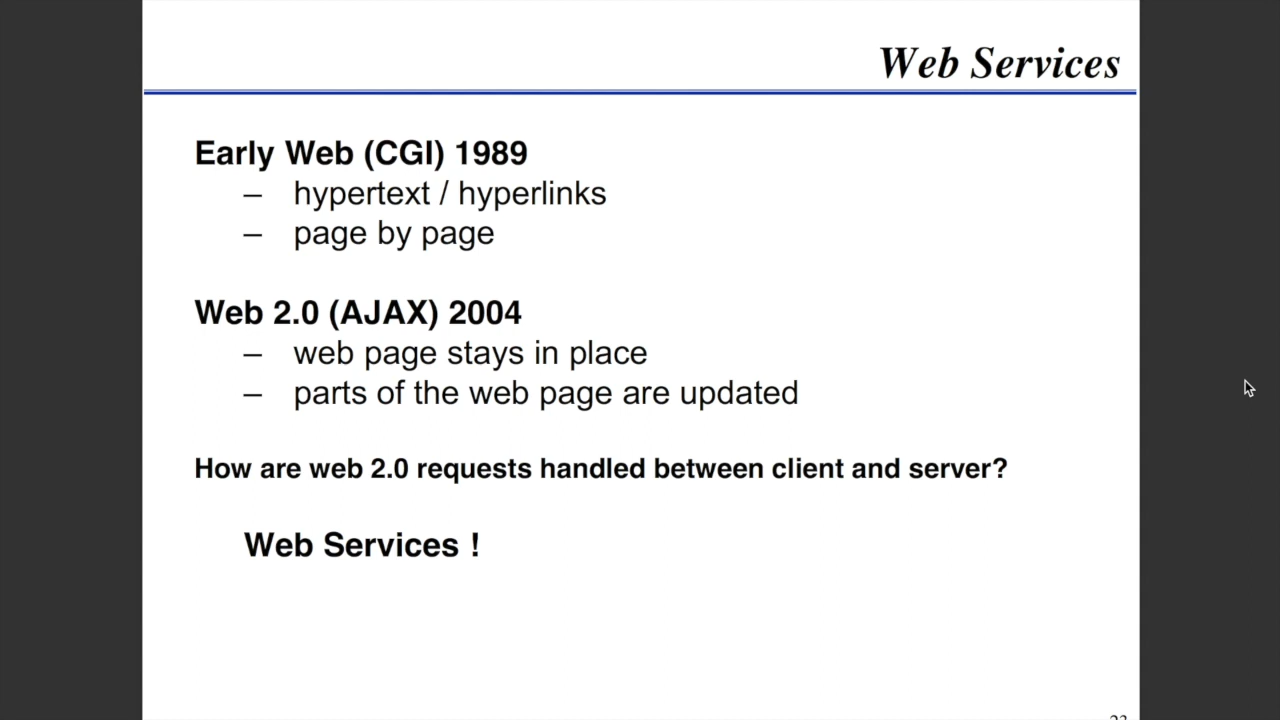 Web Services
Early Web (CGI) 1989
– hypertext / hyperlinks
– page by page
Web 2.0 (AJAX) 2004
– web page stays in place
– parts of the web page are updated
How are web 2.0 requests handled between client and server?
Web Services !